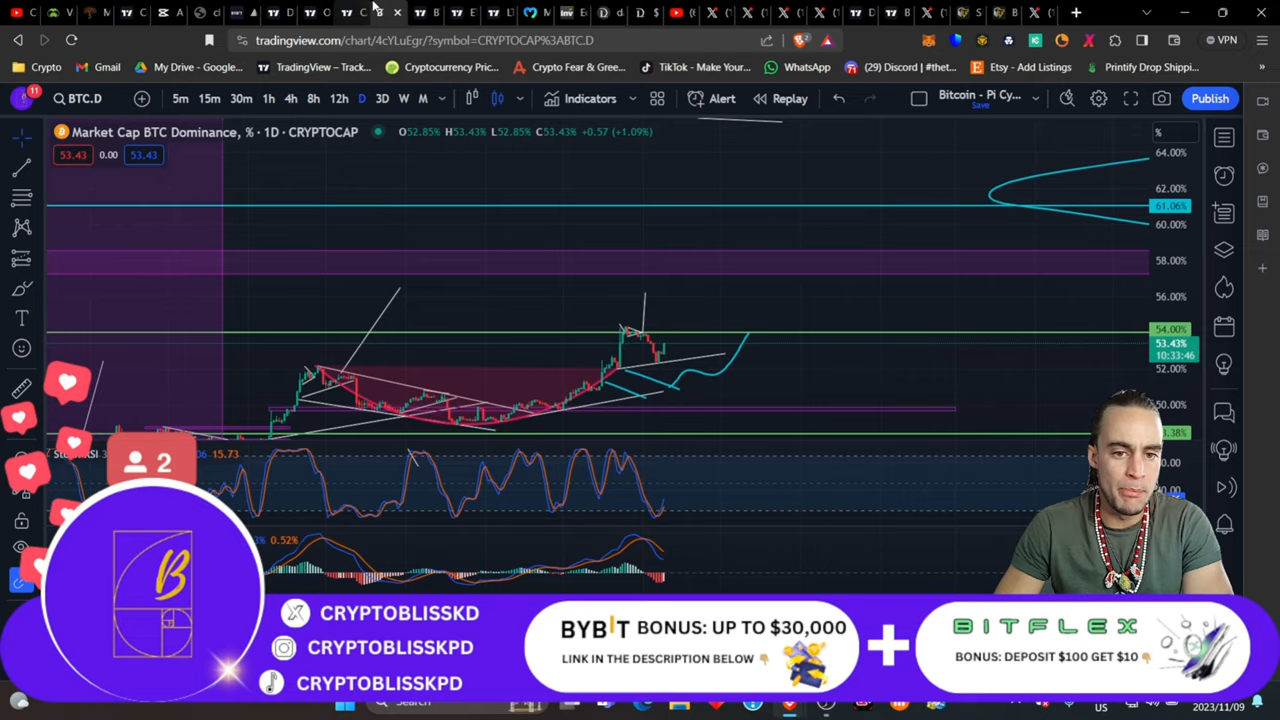 tradingview.com/chart/4cYLuEgr/?symbol=CRYPTOCAP%3ABTC.D
VPN
Crypto
Gmail
My Drive - Google...
TradingView – Track...
Cryptocurrency Pric...
Crypto Fear & Gree...
TikTok - Make Your...
WhatsApp
(29) Discord | #thet...
Etsy - Add Listings
Printify Drop Shippi...
11
BTC.D
5m 15m 30m 1h 4h 8h 12h D 3D W M
Indicators
Alert
Replay
Bitcoin - Pi Cy...
Save
Publish
Market Cap BTC Dominance, % · 1D · CRYPTOCAP
O52.85% H53.43% L52.85% C53.43% +0.57 (+1.09%)
53.43 0.00 53.43
%
64.00%
62.00%
61.06%
60.00%
58.00%
56.00%
54.00%
53.43%
10:33:46
52.00%
50.00%
15.73
0.52%
2
B
CRYPTOBLISSKD
CRYPTOBLISSKPD
CRYPTOBLISSKPD
BYBIT BONUS: UP TO $30,000
LINK IN THE DESCRIPTION BELOW
BITFLEX
BONUS: DEPOSIT $100 GET $10
Search
US
2023/11/09